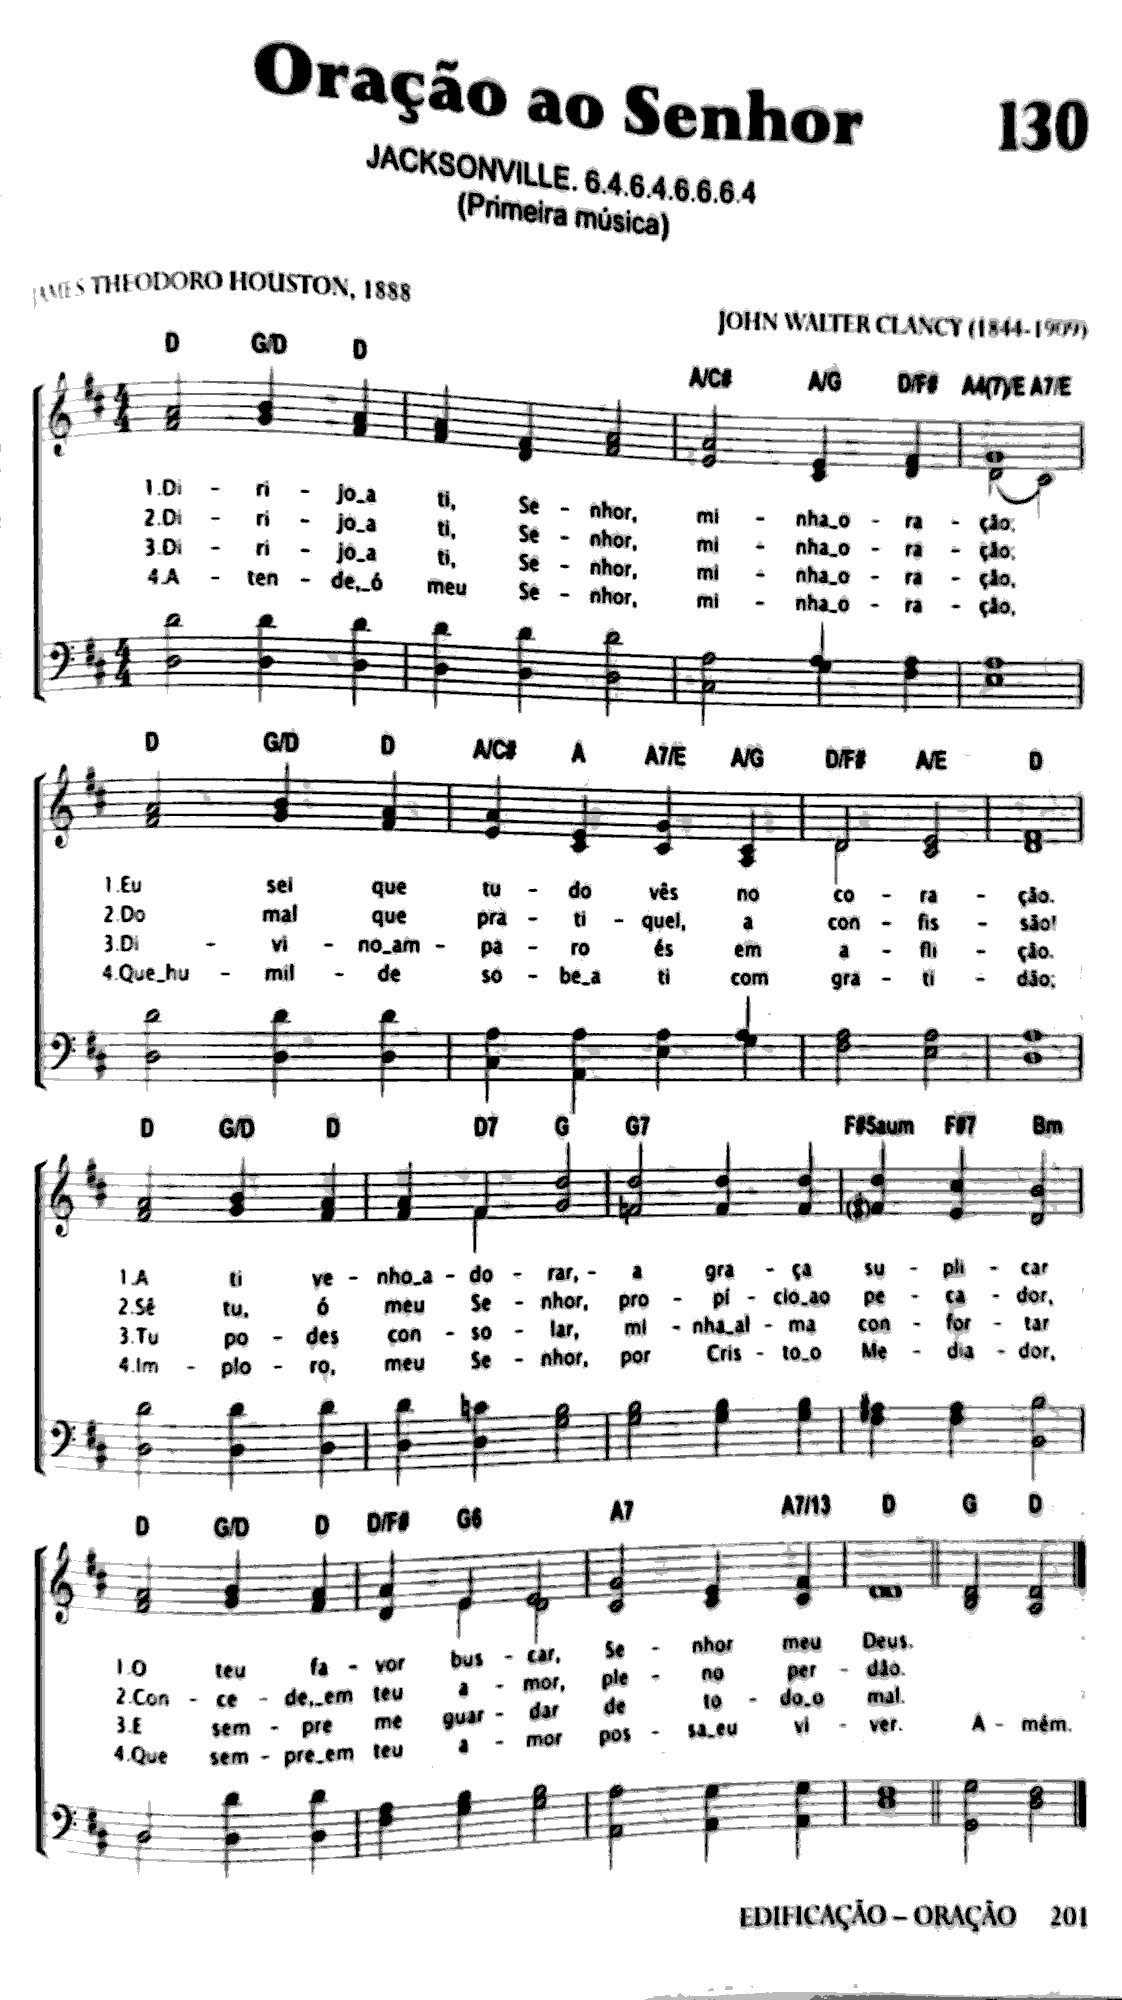 Oração ao Senhor 130
JACKSONVILLE. 6.4.6.4.6.6.6.4
(Primeira música)
JAMES THEODORO HOUSTON, 1888
JOHN WALTER CLANCY (1844-1909)
D G/D D A/C# A/G D/F# A4(7)/E A7/E
1.Di - ri - jo_a ti, Se - nhor, mi - nha_o - ra - ção;
2.Di - ri - jo_a ti, Se - nhor, mi - nha_o - ra - ção;
3.Di - ri - jo_a ti, Se - nhor, mi - nha_o - ra - ção,
4.A - ten - de,_ó meu Se - nhor, mi - nha_o - ra - ção,
D G/D D A/C# A A7/E A/G D/F# A/E D
1.Eu sei que tu - do vês no co - ra - ção.
2.Do mal que pra - ti - quei, a con - fis - são!
3.Di - vi - no_am - pa - ro és em a - fli - ção.
4.Que_hu - mil - de so - be_a ti com gra - ti - dão;
D G/D D D7 G G7 F#5aum F#7 Bm
1.A ti ve - nho_a - do - rar, - a gra - ça su - pli - car
2.Sê tu, ó meu Se - nhor, pro - pí - cio_ao pe - ca - dor,
3.Tu po - des con - so - lar, mi - nha_al - ma con - for - tar
4.Im - plo - ro, meu Se - nhor, por Cris - to_o Me - dia - dor,
D G/D D D/F# G6 A7 A7/13 D G D
1.O teu fa - vor bus - car, Se - nhor meu Deus.
2.Con - ce - de,_em teu a - mor, ple - no per - dão.
3.E sem - pre me guar - dar de to - do_o mal.
4.Que sem - pre_em teu a - mor pos - sa_eu vi - ver. A - mém.
EDIFICAÇÃO – ORAÇÃO 201